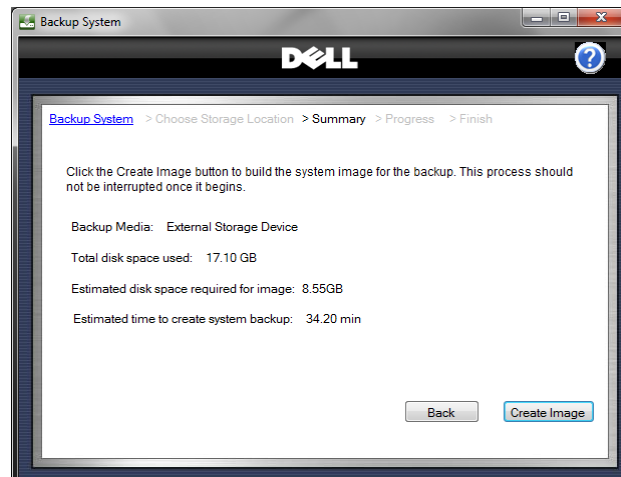 Backup System
DELL
?
Backup System > Choose Storage Location > Summary > Progress > Finish
Click the Create Image button to build the system image for the backup. This process should
not be interrupted once it begins.
Backup Media: External Storage Device
Total disk space used: 17.10 GB
Estimated disk space required for image: 8.55GB
Estimated time to create system backup: 34.20 min
Back Create Image